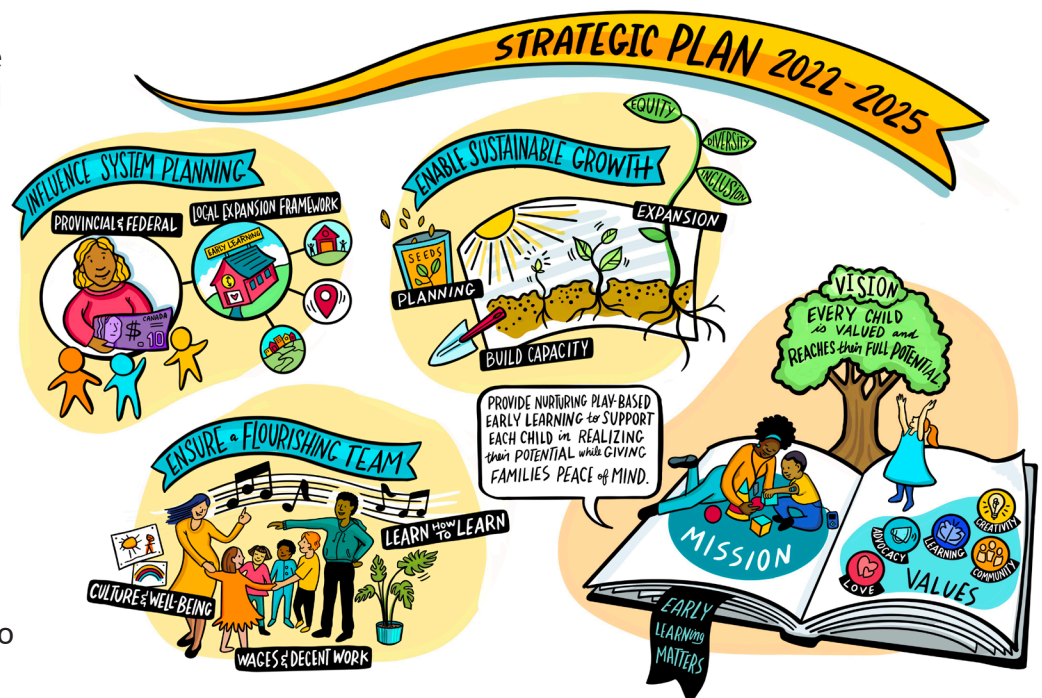 STRATEGIC PLAN 2022-2025
INFLUENCE SYSTEM PLANNING
PROVINCIAL & FEDERAL
LOCAL EXPANSION FRAMEWORK
EARLY LEARNING
CANADA
$.10
ENABLE SUSTAINABLE GROWTH
EQUITY
DIVERSITY
INCLUSION
EXPANSION
SEEDS
PLANNING
BUILD CAPACITY
ENSURE a FLOURISHING TEAM
LEARN HOW TO LEARN
CULTURE & WELL-BEING
WAGES & DECENT WORK
PROVIDE NURTURING PLAY-BASED
EARLY LEARNING to SUPPORT
EACH CHILD in REALIZING
their POTENTIAL while GIVING
FAMILIES PEACE of MIND.
VISION
EVERY CHILD
is VALUED and
REACHES their FULL POTENTIAL
MISSION
CREATIVITY
ADVOCACY
LEARNING
COMMUNITY
LOVE
VALUES
EARLY
LEARNING
MATTERS